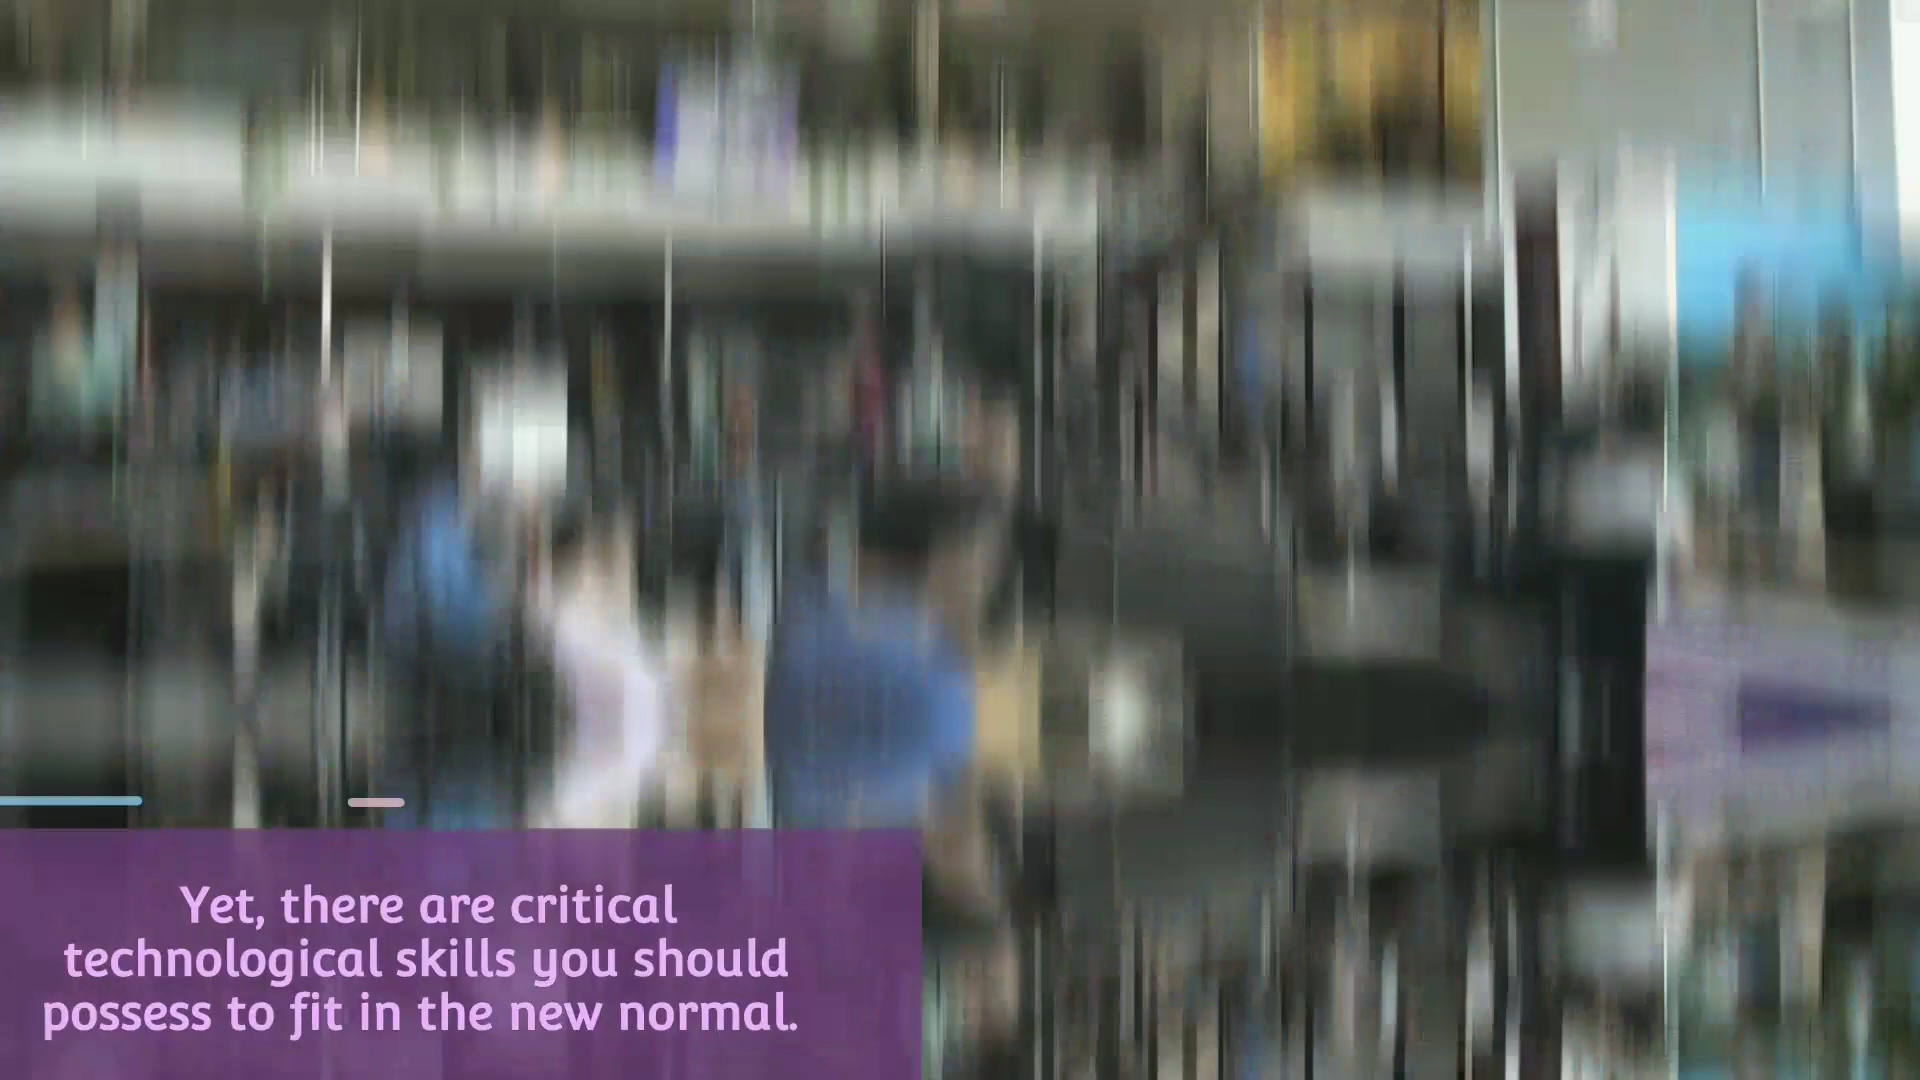 Yet, there are critical
technological skills you should
possess to fit in the new normal.